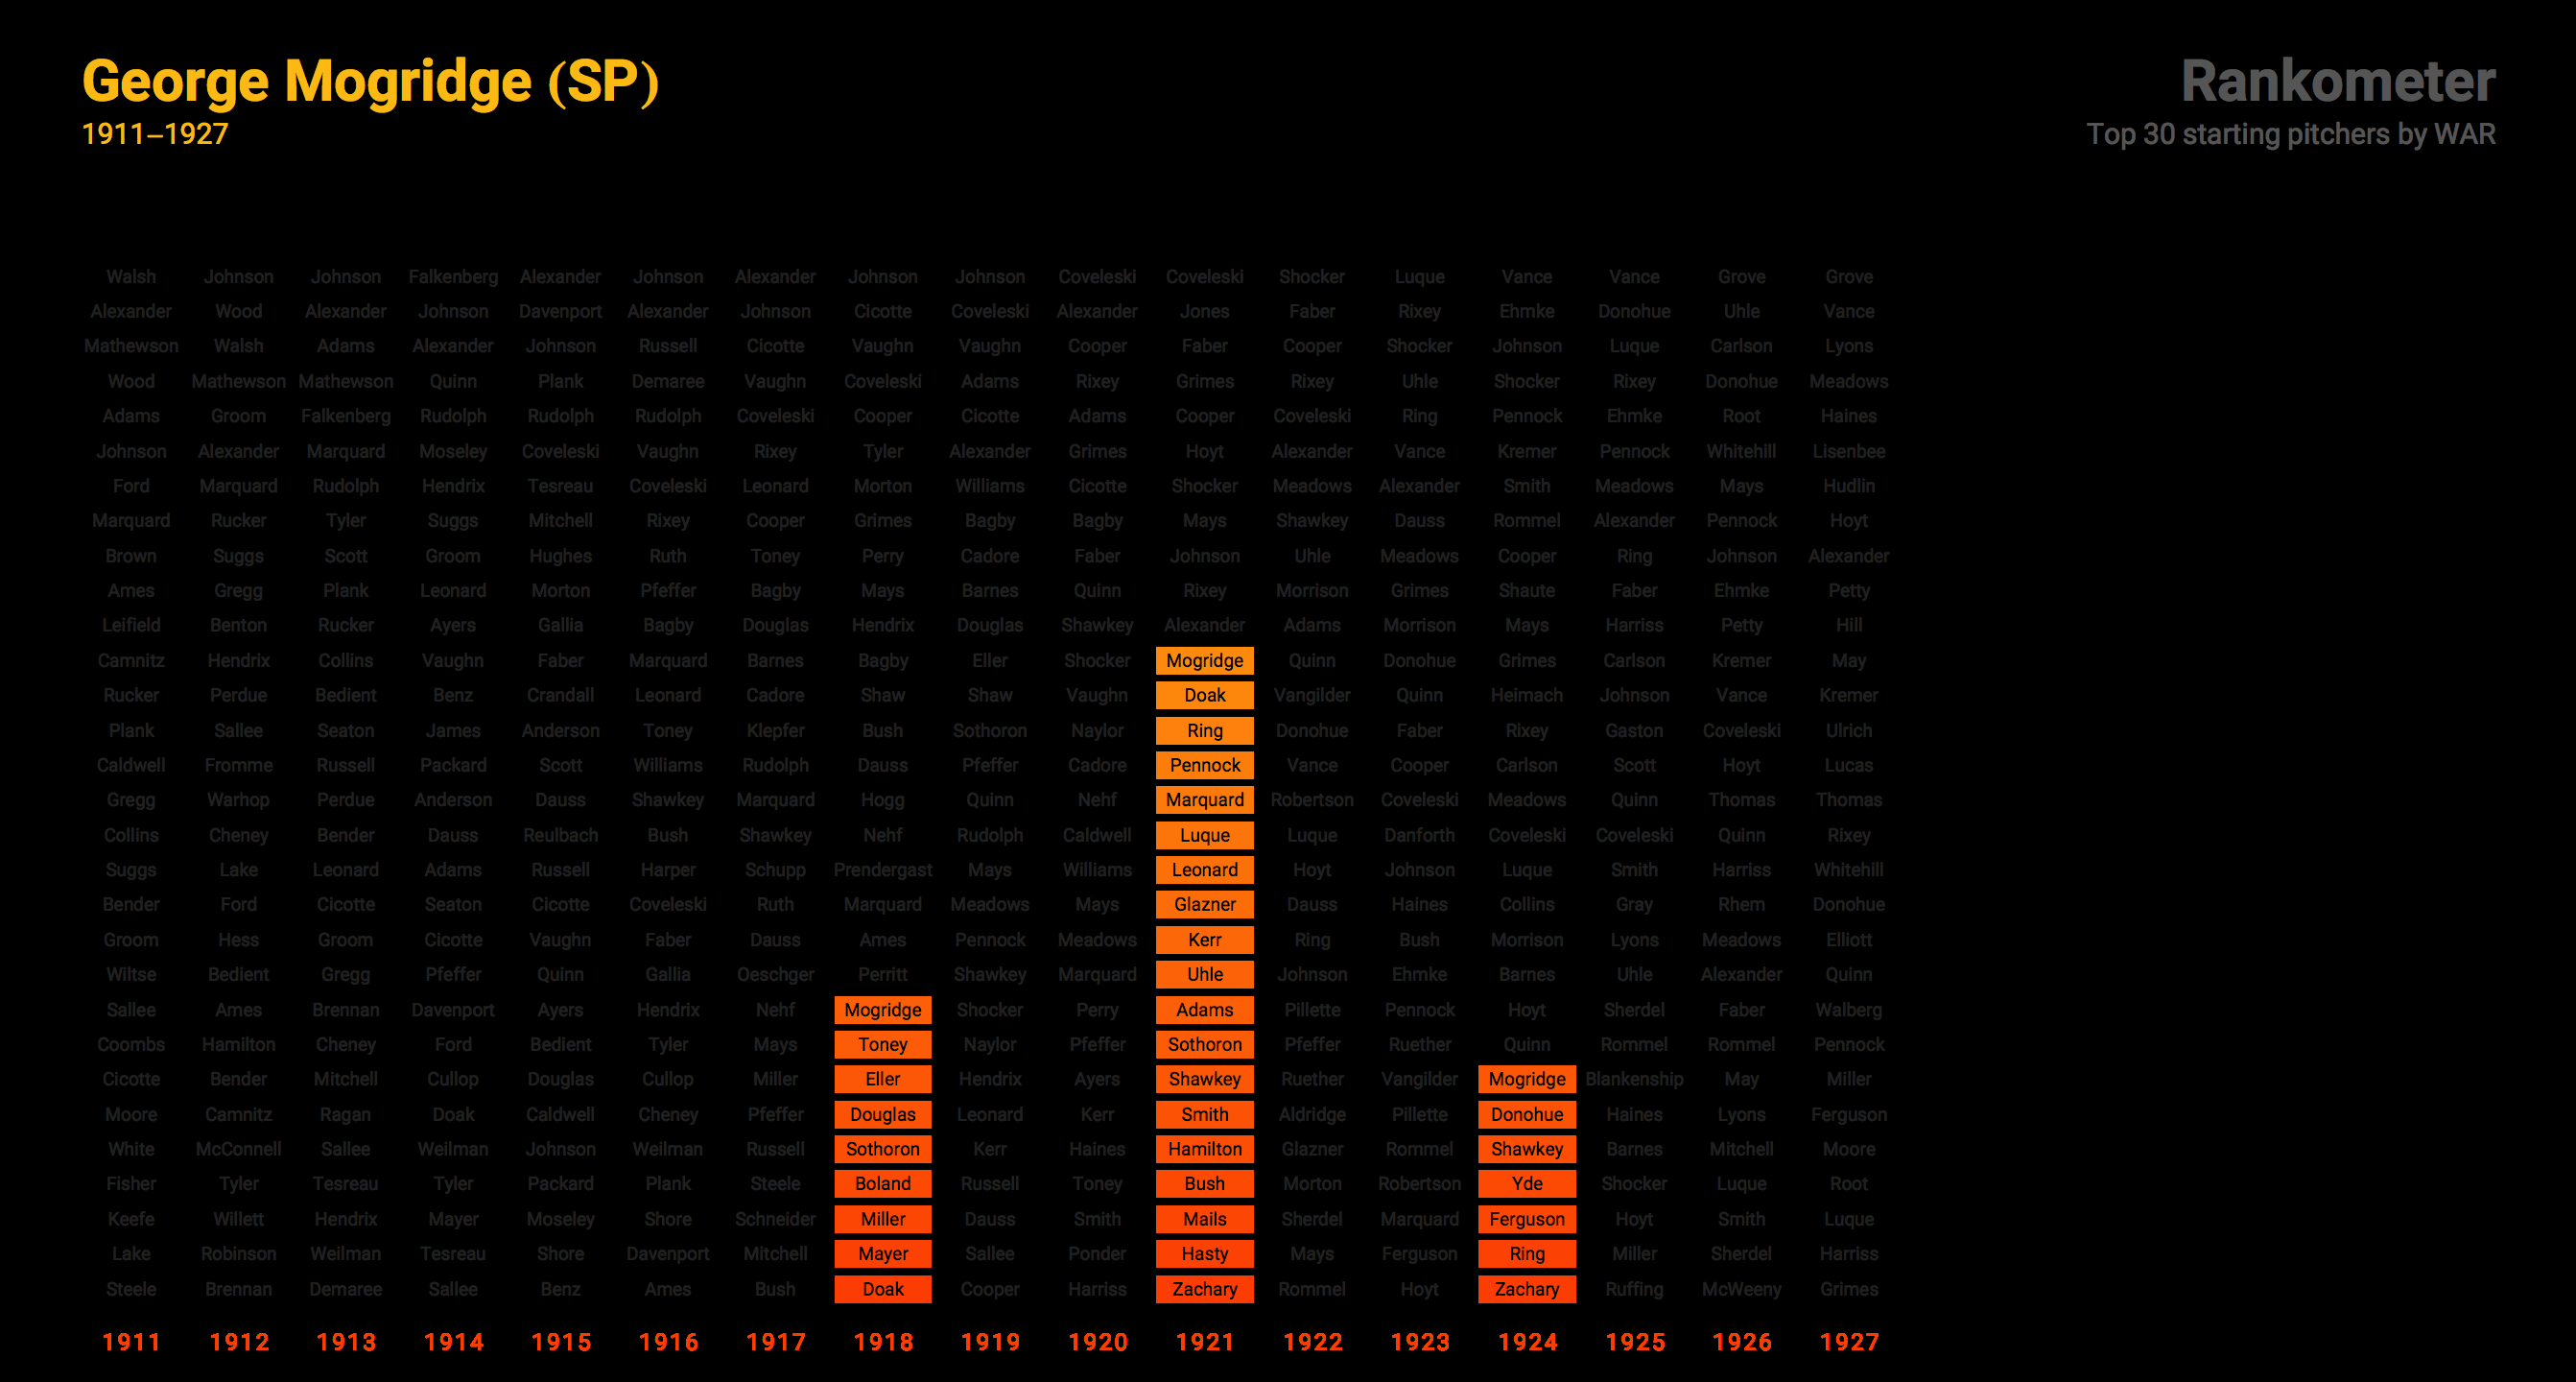 George Mogridge (SP)
1911–1927
Rankometer
Top 30 starting pitchers by WAR
Walsh Johnson Johnson Falkenberg Alexander Johnson Alexander Johnson Johnson Coveleski Coveleski Shocker Luque Vance Vance Grove Grove
Alexander Wood Alexander Johnson Davenport Alexander Johnson Cicotte Coveleski Alexander Jones Faber Rixey Ehmke Donohue Uhle Vance
Mathewson Walsh Adams Alexander Johnson Russell Cicotte Vaughn Vaughn Cooper Faber Cooper Shocker Johnson Luque Carlson Lyons
Wood Mathewson Mathewson Quinn Plank Demaree Vaughn Coveleski Adams Rixey Grimes Rixey Uhle Shocker Rixey Donohue Meadows
Adams Groom Falkenberg Rudolph Rudolph Rudolph Coveleski Cooper Cicotte Adams Cooper Coveleski Ring Pennock Ehmke Root Haines
Johnson Alexander Marquard Moseley Coveleski Vaughn Rixey Tyler Alexander Grimes Hoyt Alexander Vance Kremer Pennock Whitehill Lisenbee
Ford Marquard Rudolph Hendrix Tesreau Coveleski Leonard Morton Williams Cicotte Shocker Meadows Alexander Smith Meadows Mays Hudlin
Marquard Rucker Tyler Suggs Mitchell Rixey Cooper Grimes Bagby Bagby Mays Shawkey Dauss Rommel Alexander Pennock Hoyt
Brown Suggs Scott Groom Hughes Ruth Toney Perry Cadore Faber Johnson Uhle Meadows Cooper Ring Johnson Alexander
Ames Gregg Plank Leonard Morton Pfeffer Bagby Mays Barnes Quinn Rixey Morrison Grimes Shaute Faber Ehmke Petty
Leifield Benton Rucker Ayers Gallia Bagby Douglas Hendrix Douglas Shawkey Alexander Adams Morrison Mays Harriss Petty Hill
Camnitz Hendrix Collins Vaughn Faber Marquard Barnes Bagby Eller Shocker Mogridge Quinn Donohue Grimes Carlson Kremer May
Rucker Perdue Bedient Benz Crandall Leonard Cadore Shaw Shaw Vaughn Doak Vangilder Quinn Heimach Johnson Vance Kremer
Plank Sallee Seaton James Anderson Toney Klepfer Bush Sothoron Naylor Ring Donohue Faber Rixey Gaston Coveleski Ulrich
Caldwell Fromme Russell Packard Scott Williams Rudolph Dauss Pfeffer Cadore Pennock Vance Cooper Carlson Scott Hoyt Lucas
Gregg Warhop Perdue Anderson Dauss Shawkey Marquard Hogg Quinn Nehf Marquard Robertson Coveleski Meadows Quinn Thomas Thomas
Collins Cheney Bender Dauss Reulbach Bush Shawkey Nehf Rudolph Caldwell Luque Luque Danforth Coveleski Coveleski Quinn Rixey
Suggs Lake Leonard Adams Russell Harper Schupp Prendergast Mays Williams Leonard Hoyt Johnson Luque Smith Harriss Whitehill
Bender Ford Cicotte Seaton Cicotte Coveleski Ruth Marquard Meadows Mays Glazner Dauss Haines Collins Gray Rhem Donohue
Groom Hess Groom Cicotte Vaughn Faber Dauss Ames Pennock Meadows Kerr Ring Bush Morrison Lyons Meadows Elliott
Wiltse Bedient Gregg Pfeffer Quinn Gallia Oeschger Perritt Shawkey Marquard Uhle Johnson Ehmke Barnes Uhle Alexander Quinn
Sallee Ames Brennan Davenport Ayers Hendrix Nehf Mogridge Shocker Perry Adams Pillette Pennock Hoyt Sherdel Faber Walberg
Coombs Hamilton Cheney Ford Bedient Tyler Mays Toney Naylor Pfeffer Sothoron Pfeffer Ruether Quinn Rommel Rommel Pennock
Cicotte Bender Mitchell Cullop Douglas Cullop Miller Eller Hendrix Ayers Shawkey Ruether Vangilder Mogridge Blankenship May Miller
Moore Camnitz Ragan Doak Caldwell Cheney Pfeffer Douglas Leonard Kerr Smith Aldridge Pillette Donohue Haines Lyons Ferguson
White McConnell Sallee Weilman Johnson Weilman Russell Sothoron Kerr Haines Hamilton Glazner Rommel Shawkey Barnes Mitchell Moore
Fisher Tyler Tesreau Tyler Packard Plank Steele Boland Russell Toney Bush Morton Robertson Yde Shocker Luque Root
Keefe Willett Hendrix Mayer Moseley Shore Schneider Miller Dauss Smith Mails Sherdel Marquard Ferguson Hoyt Smith Luque
Lake Robinson Weilman Tesreau Shore Davenport Mitchell Mayer Sallee Ponder Hasty Mays Ferguson Ring Miller Sherdel Harriss
Steele Brennan Demaree Sallee Benz Ames Bush Doak Cooper Harriss Zachary Rommel Hoyt Zachary Ruffing McWeeny Grimes
1911 1912 1913 1914 1915 1916 1917 1918 1919 1920 1921 1922 1923 1924 1925 1926 1927